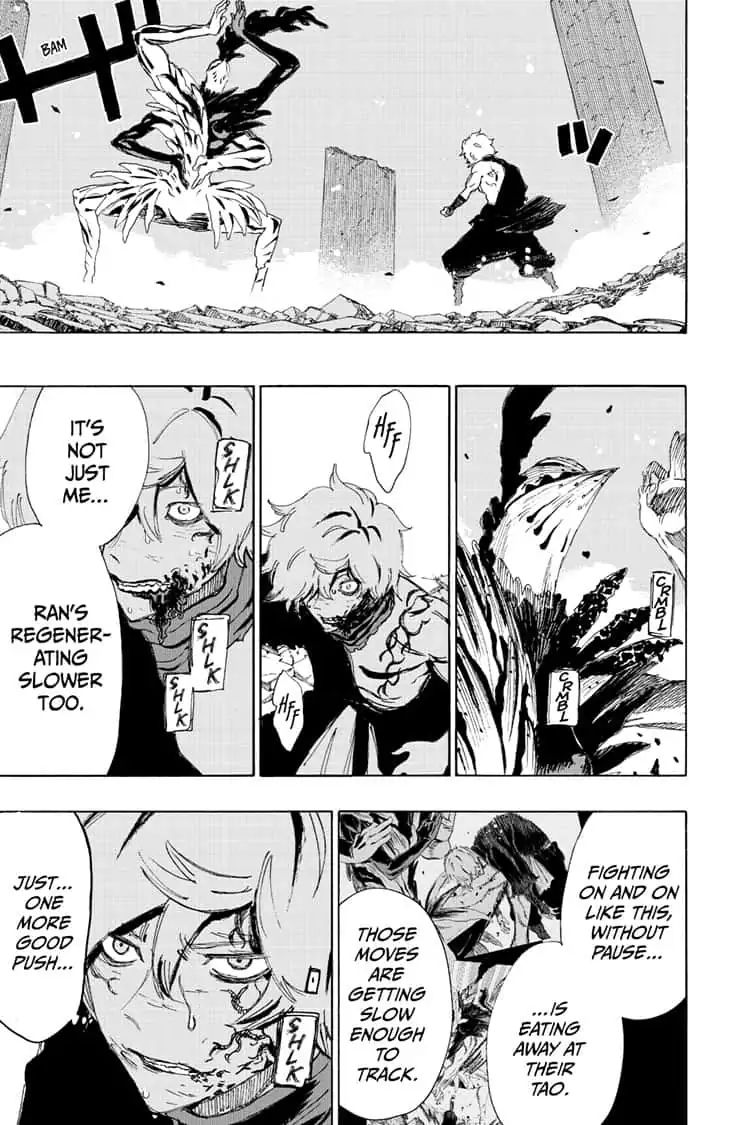 BAM
CRMBL
CRMBL
HFF
HFF
SHLK
IT'S
NOT
JUST
ME...
RAN'S
REGENER-
ATING
SLOWER
TOO.
SHLK
SHLK
FIGHTING
ON AND ON
LIKE THIS,
WITHOUT
PAUSE...
...IS
EATING
AWAY AT
THEIR
TAO.
THOSE
MOVES ARE
GETTING
SLOW
ENOUGH
TO
TRACK.
JUST...
ONE
MORE
GOOD
PUSH...
SHLK